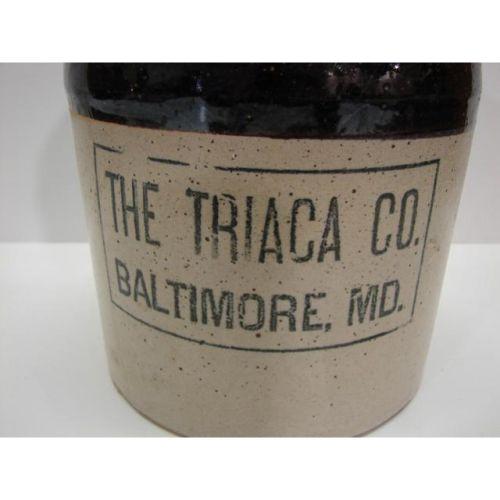 THE TRIACA CO.
BALTIMORE, MD.